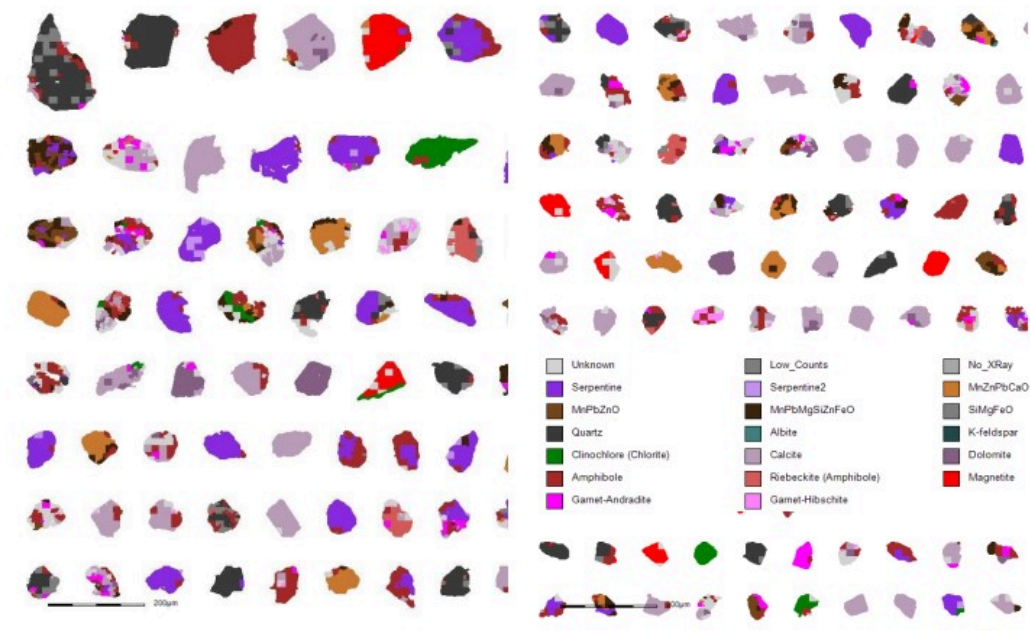 Unknown Low_Counts No_XRay
Serpentine Serpentine2 MnZnPbCaO
MnPbZnO MnPbMgSiZnFeO SiMgFeO
Quartz Albite K-feldspar
Clinochlore (Chlorite) Calcite Dolomite
Amphibole Riebeckite (Amphibole) Magnetite
Garnet-Andradite Garnet-Hibschite
200µm
00µm